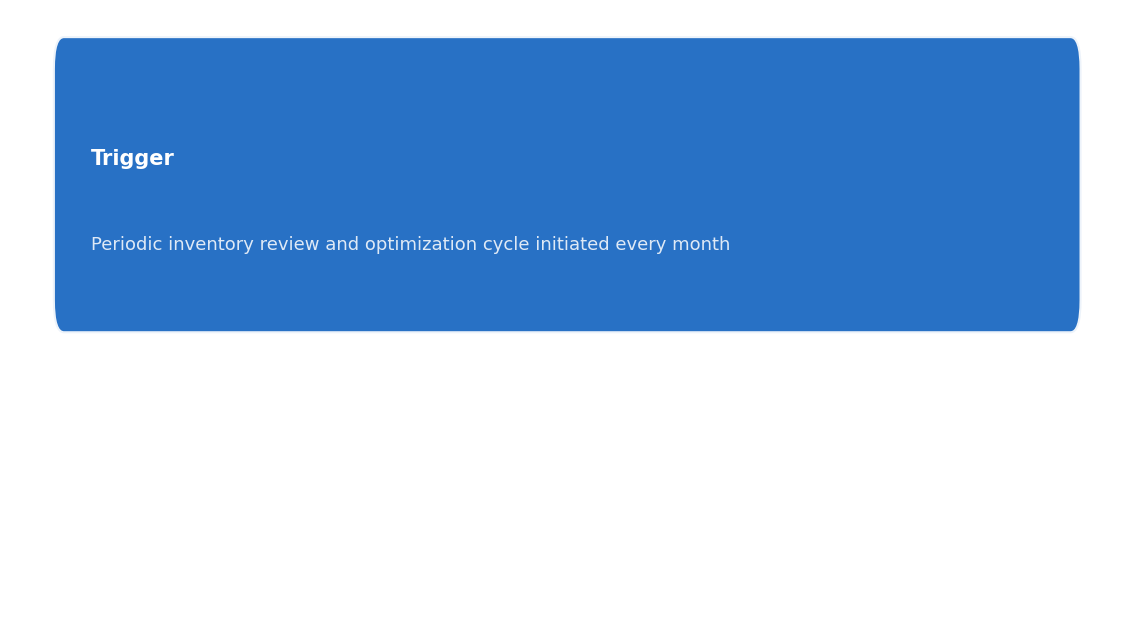 Trigger
Periodic inventory review and optimization cycle initiated every month